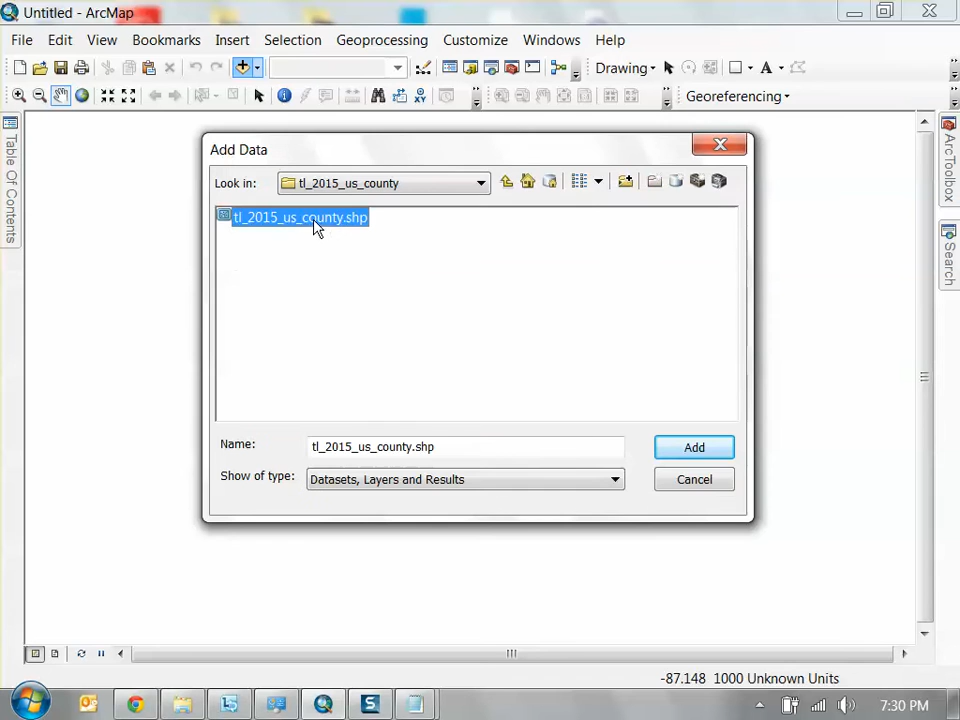 Untitled - ArcMap
File Edit View Bookmarks Insert Selection Geoprocessing Customize Windows Help
Drawing
Georeferencing
Table Of Contents
ArcToolbox
Search
Add Data
Look in: tl_2015_us_county
tl_2015_us_county.shp
Name: tl_2015_us_county.shp Add
Show of type: Datasets, Layers and Results Cancel
-87.148 1000 Unknown Units
7:30 PM